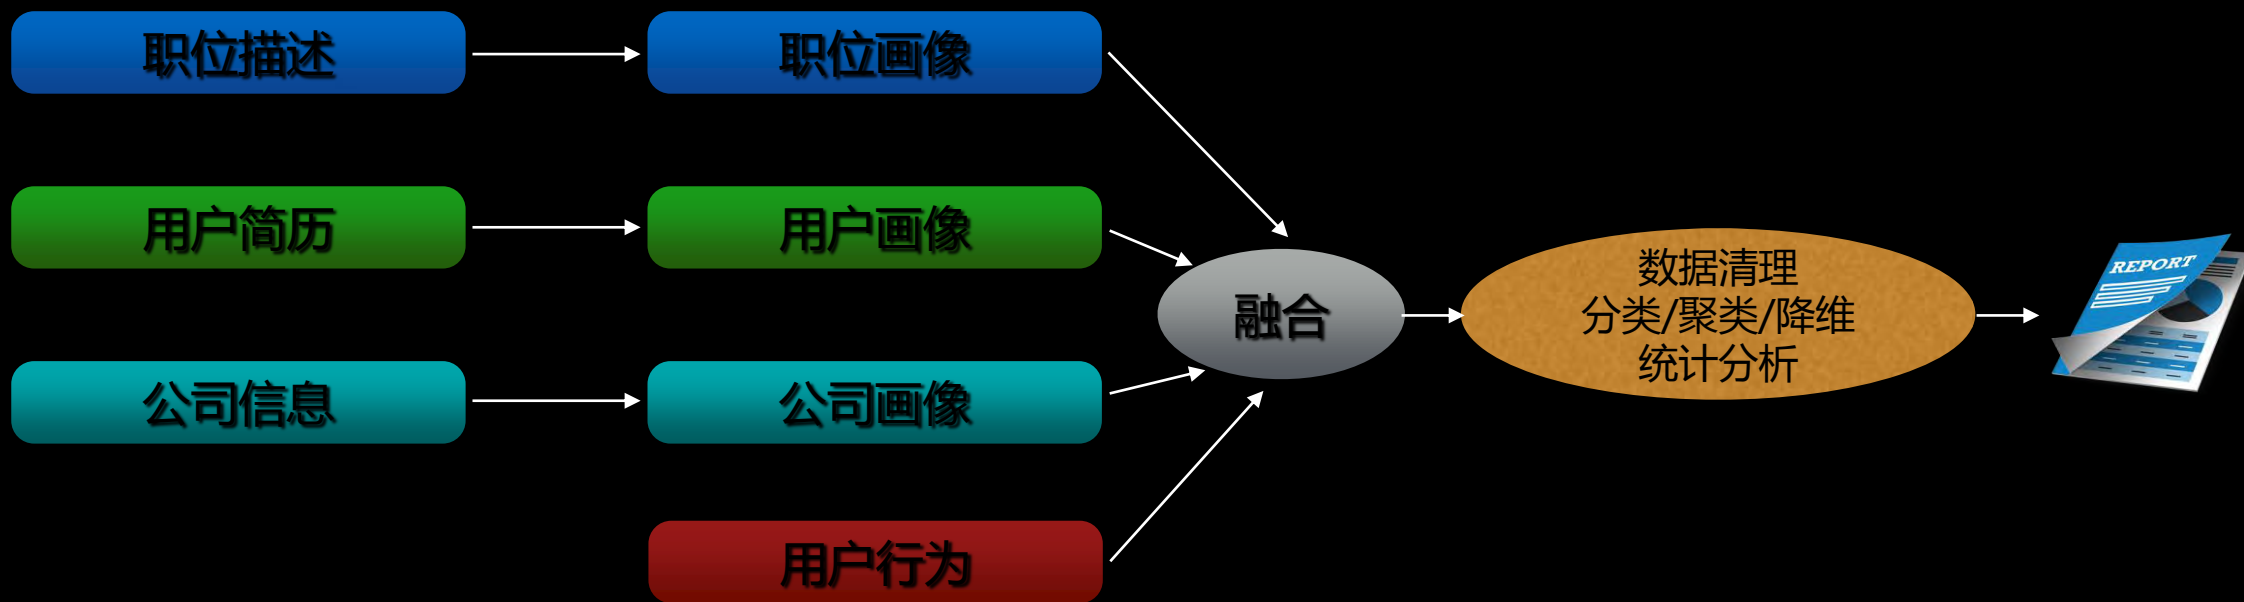 职位描述
职位画像
用户简历
用户画像
公司信息
公司画像
用户行为
融合
数据清理
分类/聚类/降维
统计分析
REPORT